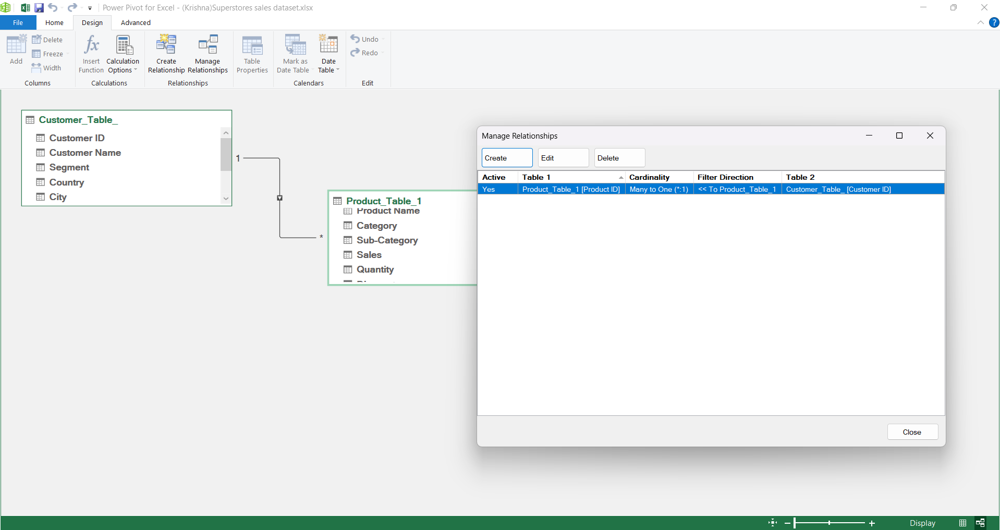 Power Pivot for Excel - (Krishna)Superstores sales dataset.xlsx
File Home Design Advanced
Add
Delete
Freeze
Width
Columns
Insert
Function
Calculation
Options
Calculations
Create
Relationship
Manage
Relationships
Relationships
Table
Properties
Mark as
Date Table
Date
Table
Calendars
Undo
Redo
Edit
Customer_Table_
Customer ID
Customer Name
Segment
Country
City
1
*
Product_Table_1
Product Name
Category
Sub-Category
Sales
Quantity
Manage Relationships
Create Edit Delete
Active Table 1 Cardinality Filter Direction Table 2
Yes Product_Table_1 [Product ID] Many to One (*:1) << To Product_Table_1 Customer_Table_ [Customer ID]
Close
Display